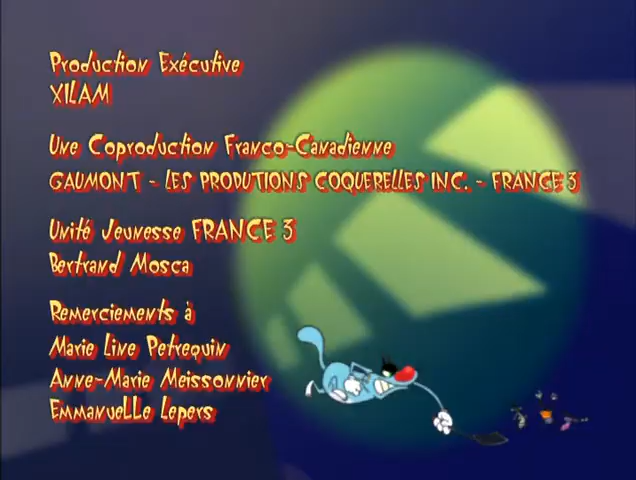 Production Exécutive
XILAM
Une Coproduction Franco-Canadienne
GAUMONT - LES PRODUTIONS COQUERELLES INC. - FRANCE 3
Unité Jeunesse FRANCE 3
Bertrand Mosca
Remerciements à
Marie Line Petrequin
Anne-Marie Meissonnier
Emmanuelle Lepers